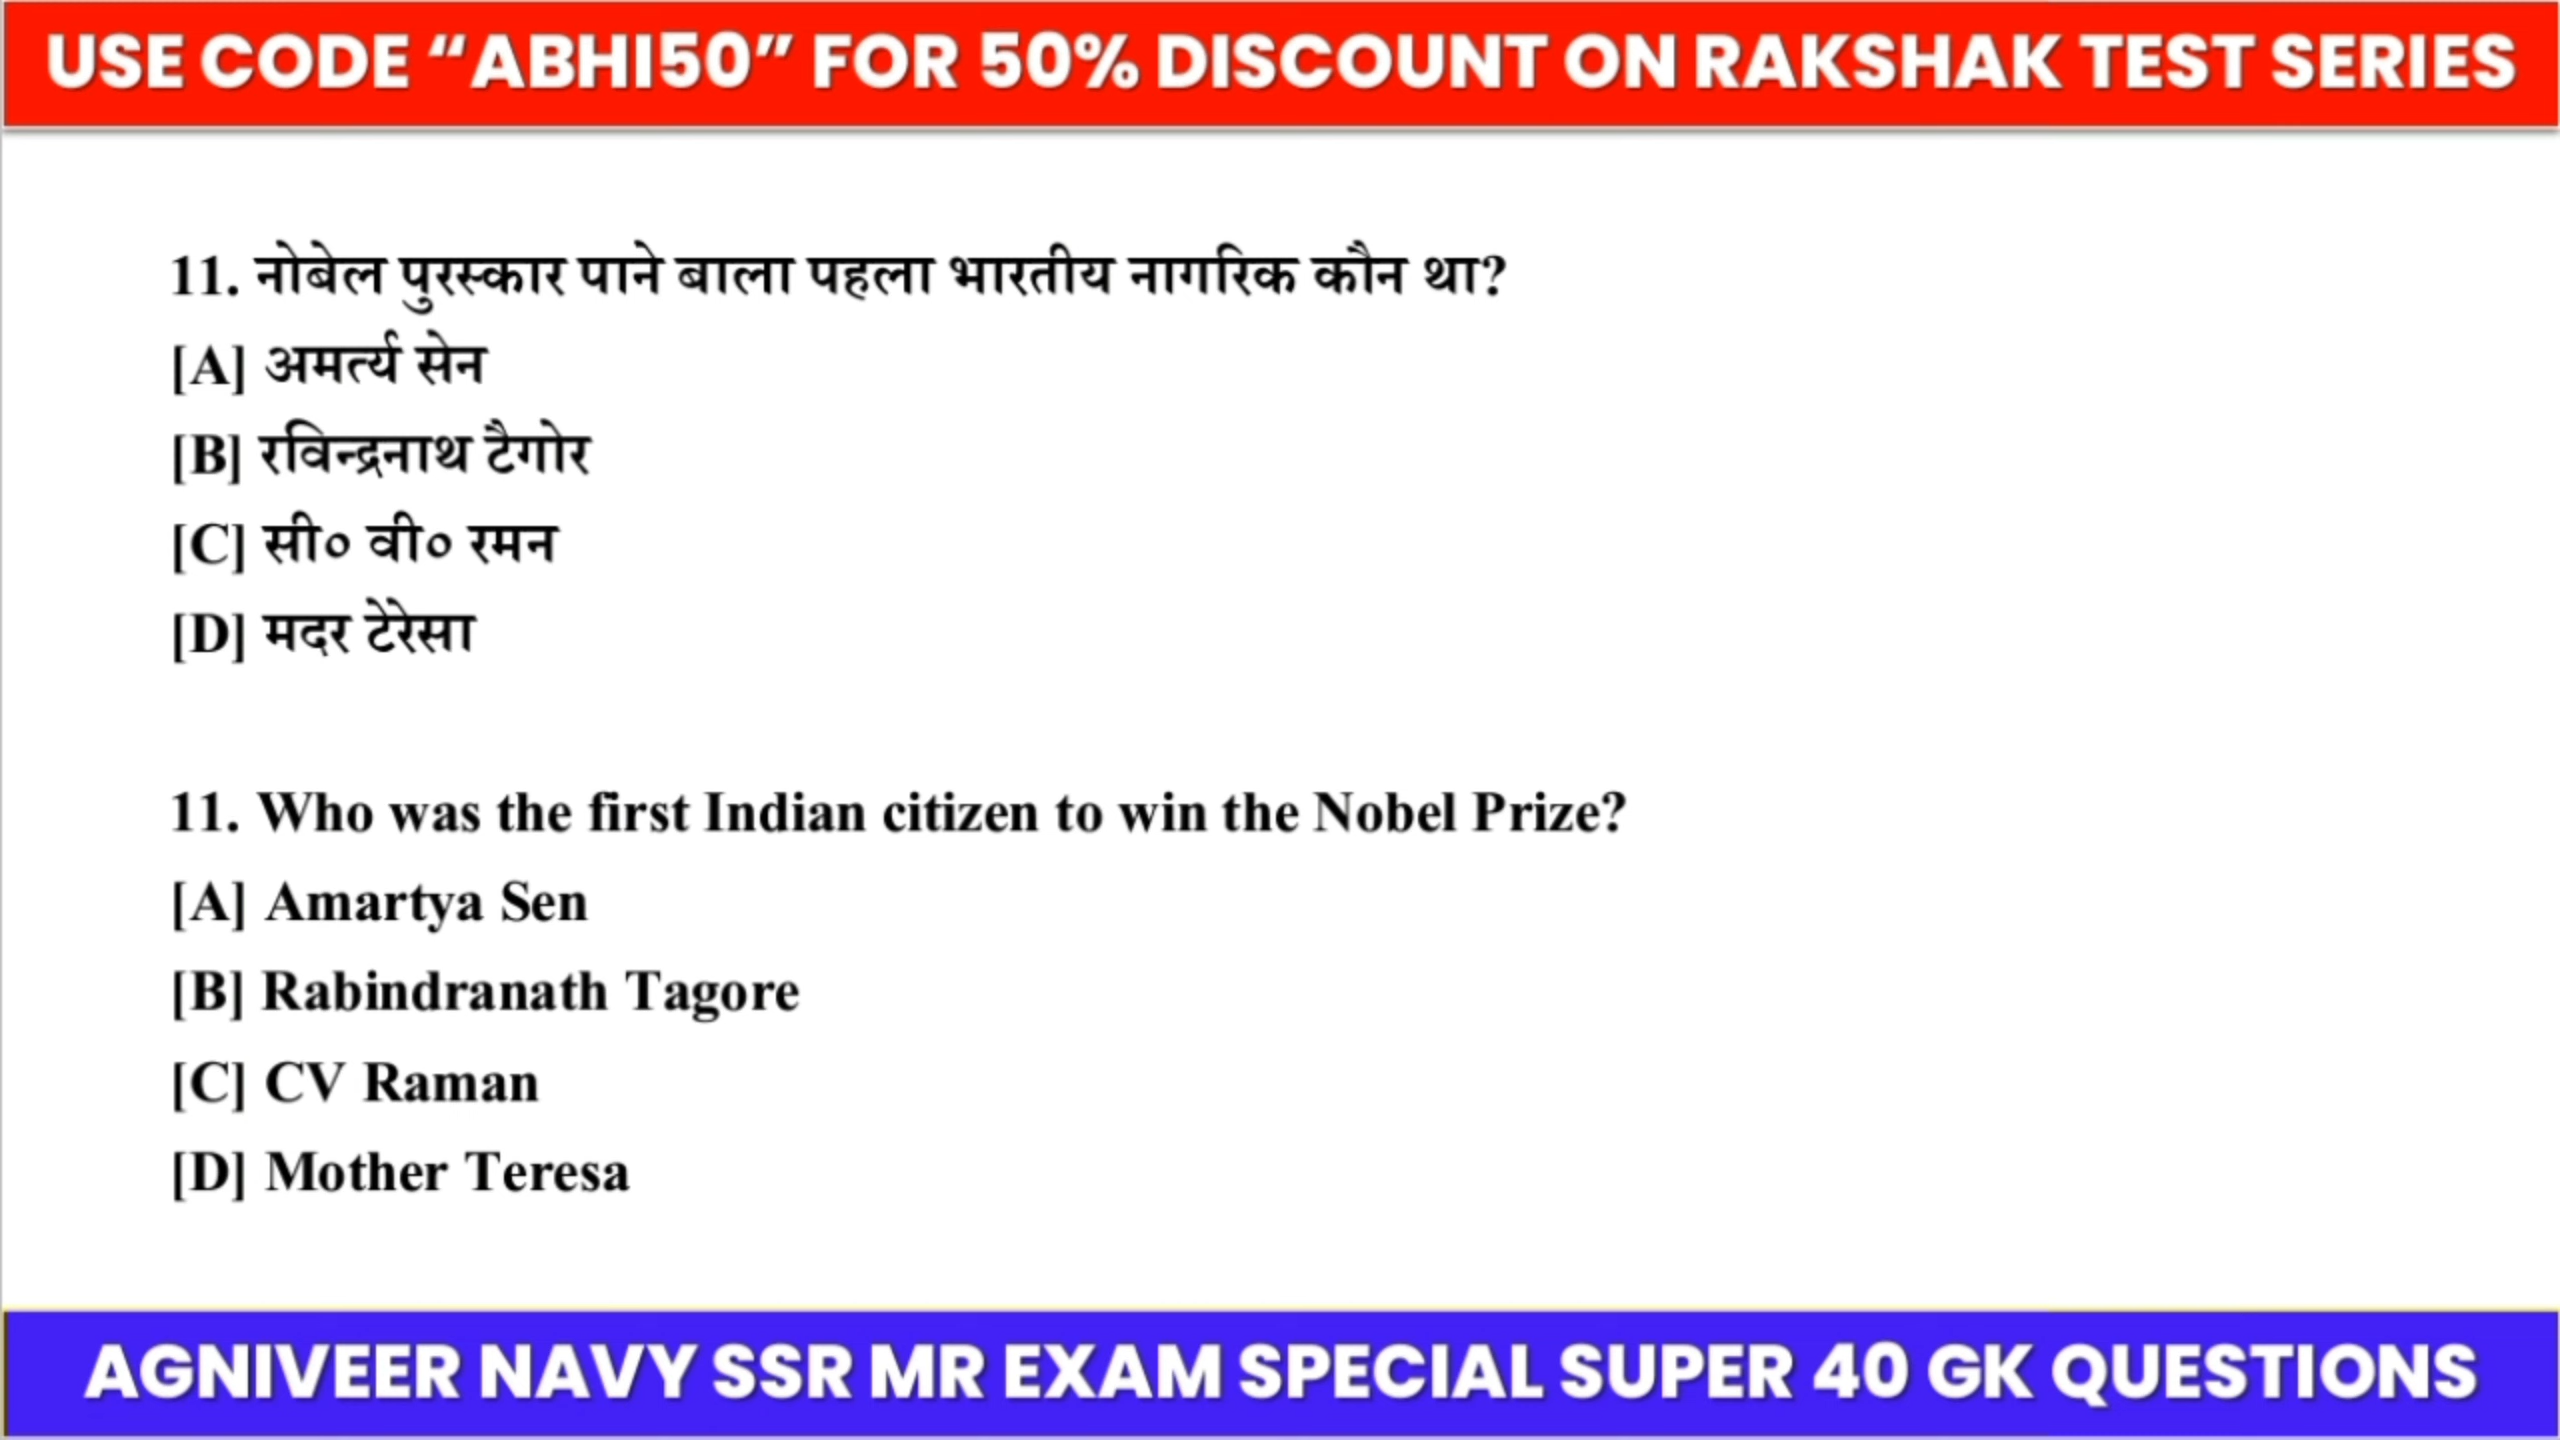 USE CODE “ABHI50” FOR 50% DISCOUNT ON RAKSHAK TEST SERIES
11. नोबेल पुरस्कार पाने बाला पहला भारतीय नागरिक कौन था?
[A] अमर्त्य सेन
[B] रविन्द्रनाथ टैगोर
[C] सी० वी० रमन
[D] मदर टेरेसा
11. Who was the first Indian citizen to win the Nobel Prize?
[A] Amartya Sen
[B] Rabindranath Tagore
[C] CV Raman
[D] Mother Teresa
AGNIVEER NAVY SSR MR EXAM SPECIAL SUPER 40 GK QUESTIONS